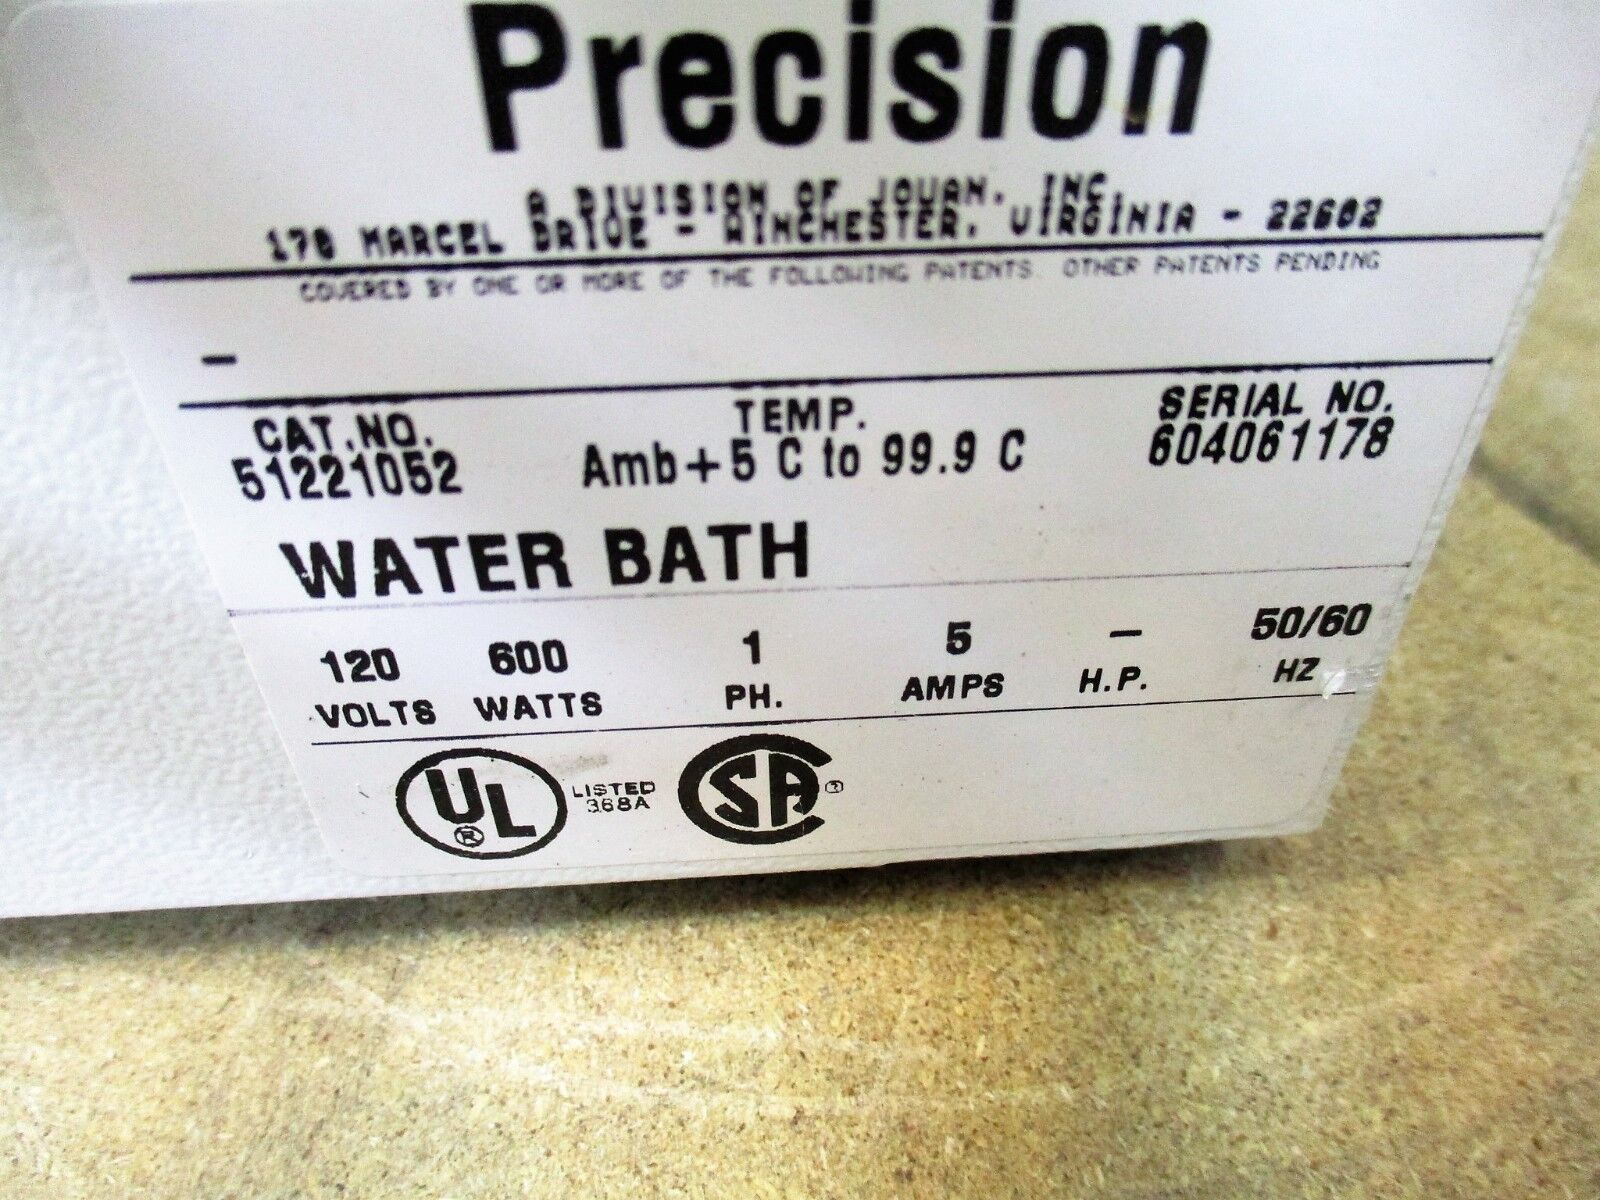 Precision
A DIVISION OF JOUAN, INC.
170 MARCEL DRIVE - WINCHESTER, VIRGINIA - 22602
COVERED BY ONE OR MORE OF THE FOLLOWING PATENTS. OTHER PATENTS PENDING
-
CAT.NO. TEMP. SERIAL NO.
51221052 Amb+5 C to 99.9 C 604061178
WATER BATH
120 600 1 5 - 50/60
VOLTS WATTS PH. AMPS H.P. HZ
UL ® LISTED 368A CSA ®